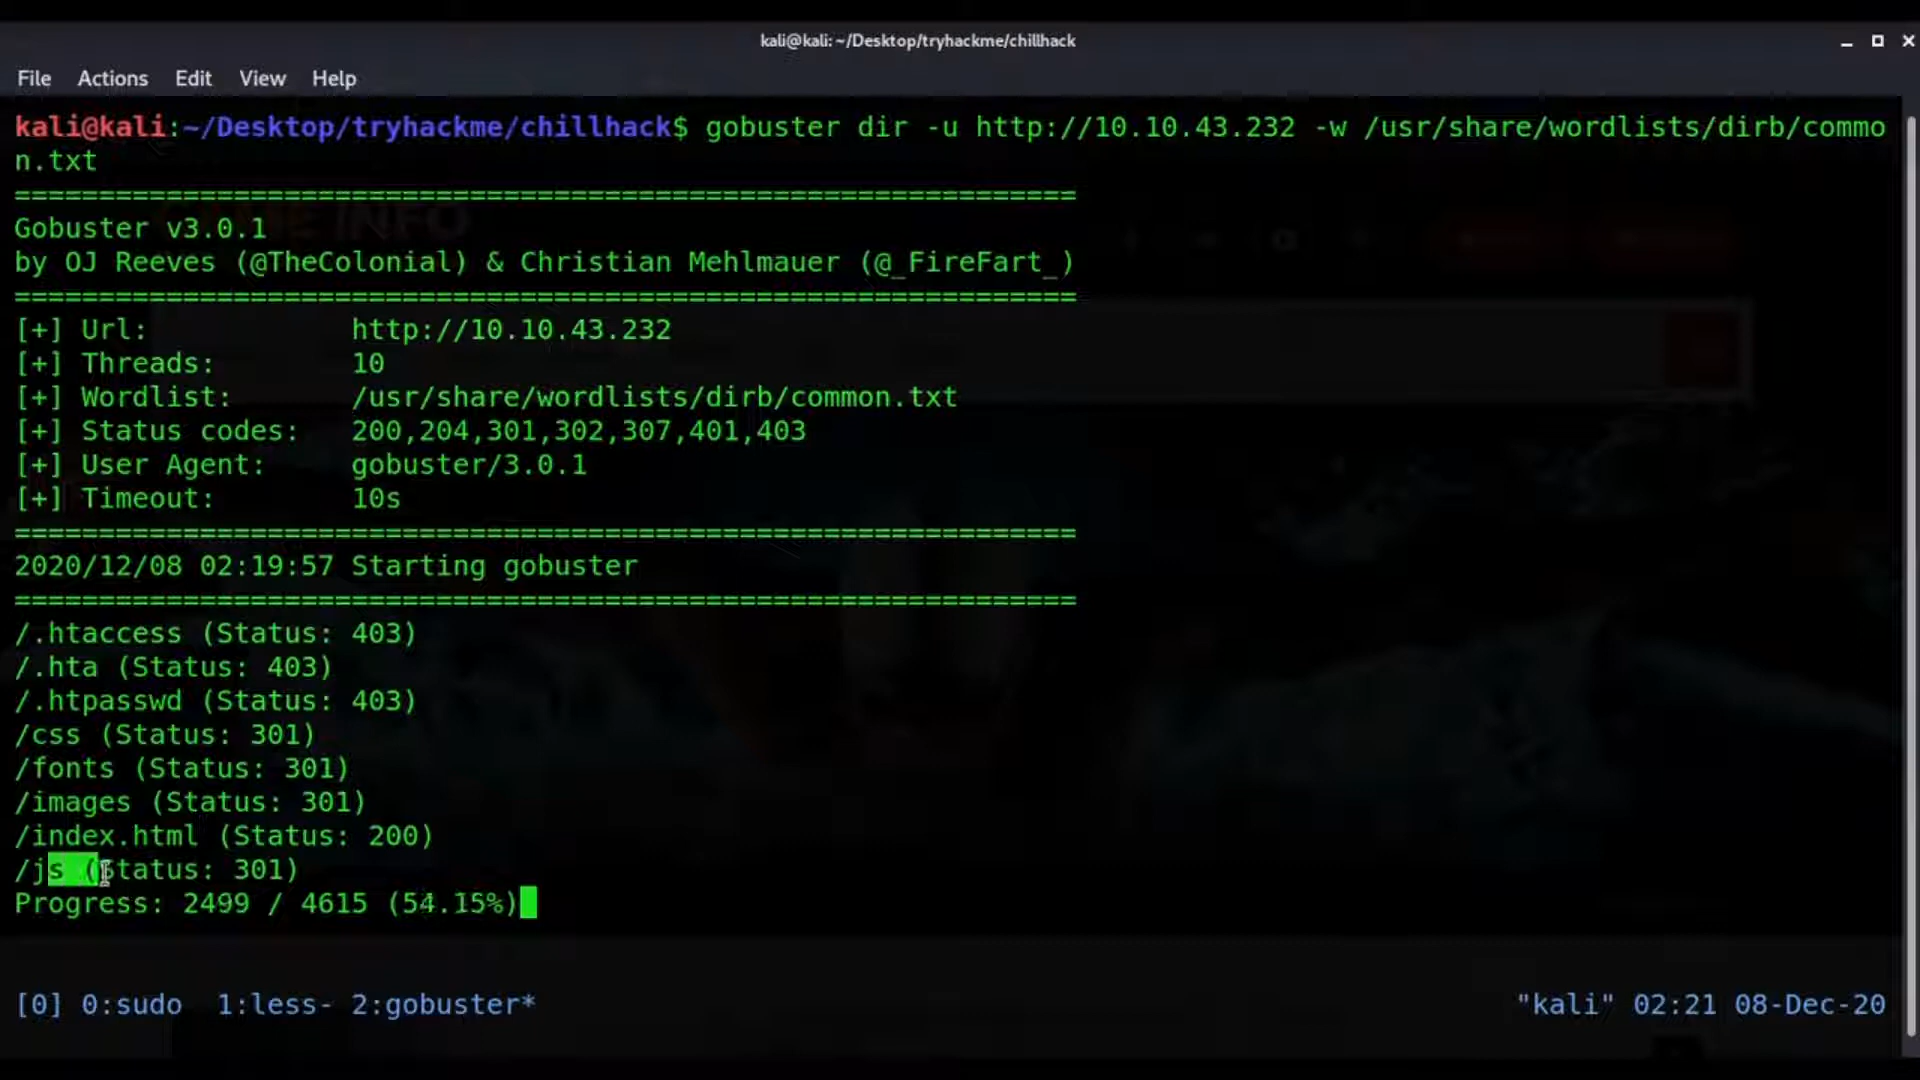 kali@kali: ~/Desktop/tryhackme/chillhack
File Actions Edit View Help
kali@kali:~/Desktop/tryhackme/chillhack$ gobuster dir -u http://10.10.43.232 -w /usr/share/wordlists/dirb/commo
n.txt
===============================================================
Gobuster v3.0.1
by OJ Reeves (@TheColonial) & Christian Mehlmauer (@_FireFart_)
===============================================================
[+] Url: http://10.10.43.232
[+] Threads: 10
[+] Wordlist: /usr/share/wordlists/dirb/common.txt
[+] Status codes: 200,204,301,302,307,401,403
[+] User Agent: gobuster/3.0.1
[+] Timeout: 10s
===============================================================
2020/12/08 02:19:57 Starting gobuster
===============================================================
/.htaccess (Status: 403)
/.hta (Status: 403)
/.htpasswd (Status: 403)
/css (Status: 301)
/fonts (Status: 301)
/images (Status: 301)
/index.html (Status: 200)
/js (Status: 301)
Progress: 2499 / 4615 (54.15%)
[0] 0:sudo 1:less- 2:gobuster* "kali" 02:21 08-Dec-20